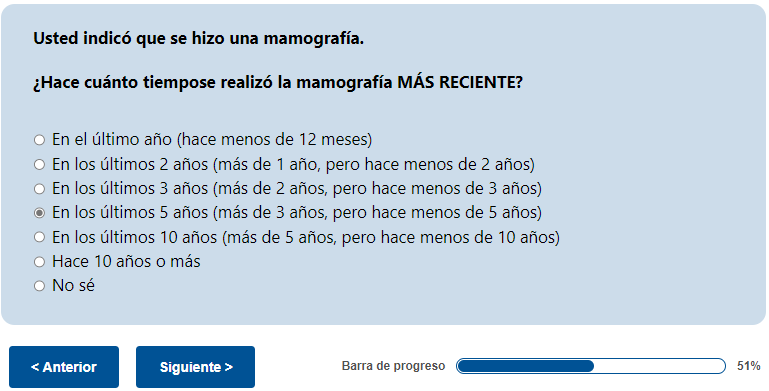 Usted indicó que se hizo una mamografía.
¿Hace cuánto tiempose realizó la mamografía MÁS RECIENTE?
En el último año (hace menos de 12 meses)
En los últimos 2 años (más de 1 año, pero hace menos de 2 años)
En los últimos 3 años (más de 2 años, pero hace menos de 3 años)
En los últimos 5 años (más de 3 años, pero hace menos de 5 años)
En los últimos 10 años (más de 5 años, pero hace menos de 10 años)
Hace 10 años o más
No sé
< Anterior Siguiente > Barra de progreso 51%